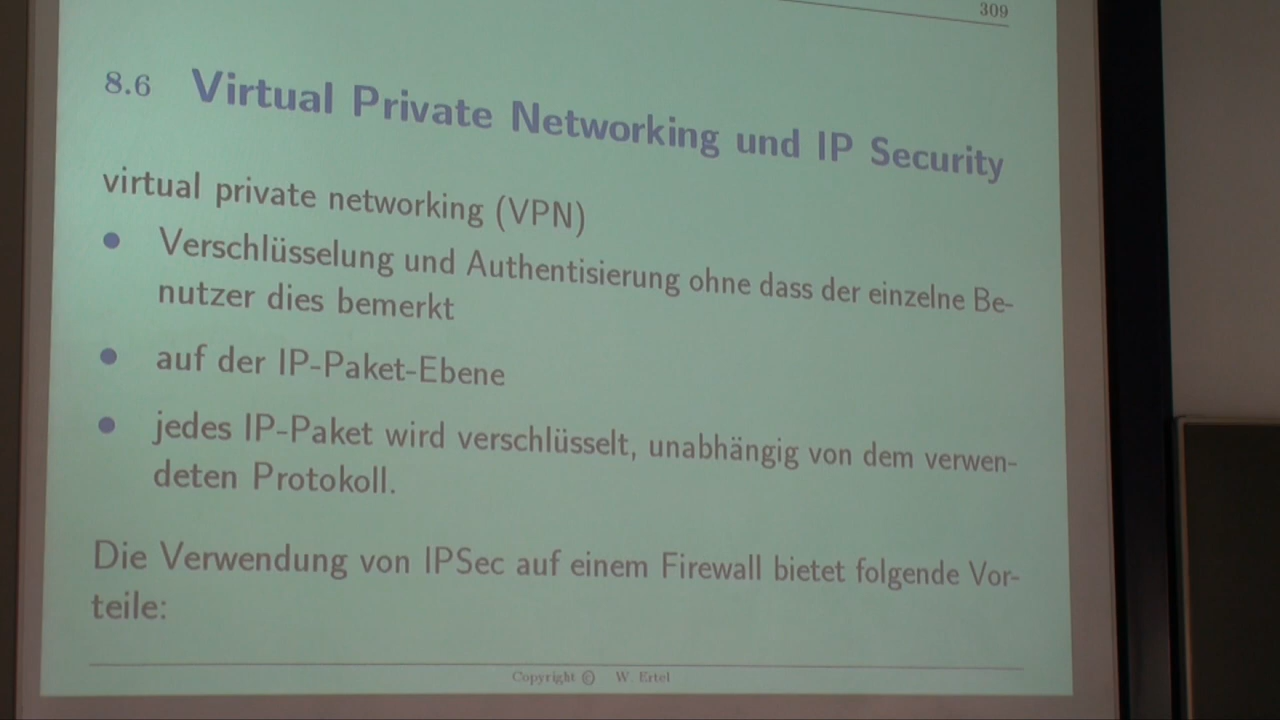 309
8.6 Virtual Private Networking und IP Security
virtual private networking (VPN)
• Verschlüsselung und Authentisierung ohne dass der einzelne Be-
nutzer dies bemerkt
• auf der IP-Paket-Ebene
• jedes IP-Paket wird verschlüsselt, unabhängig von dem verwen-
deten Protokoll.
Die Verwendung von IPSec auf einem Firewall bietet folgende Vor-
teile:
Copyright © W. Ertel